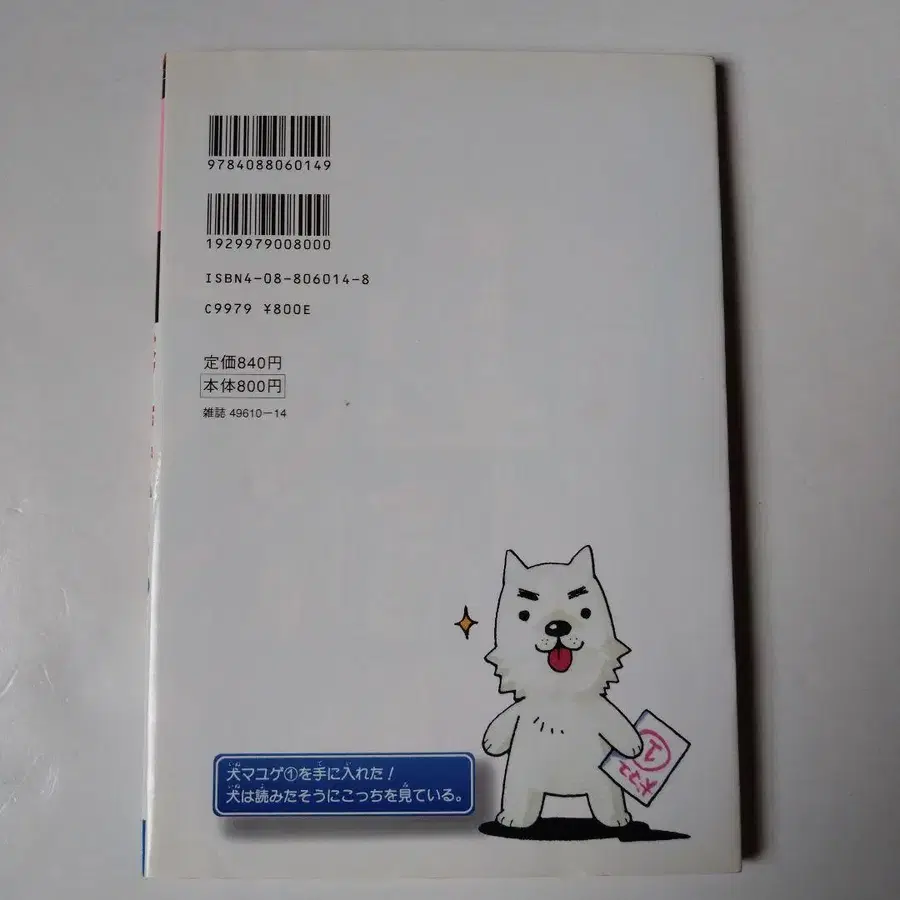 9784088060149
1929979008000
ISBN4-08-806014-8
C9979 ¥800E
定価840円
本体800円
雑誌 49610-14
犬マユゲ①を手に入れた!
犬は読みたそうにこっちを見ている。
①